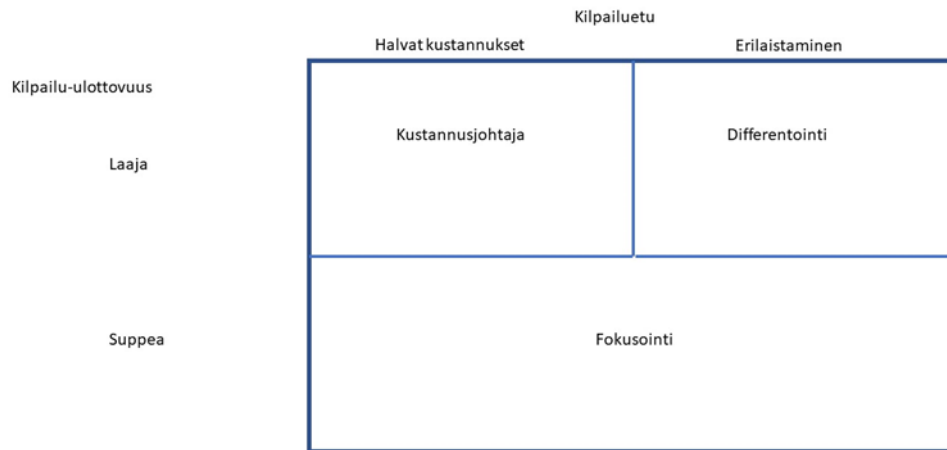 Kilpailuetu
Halvat kustannukset Erilaistaminen
Kilpailu-ulottovuus
Kustannusjohtaja Differentointi
Laaja
Suppea Fokusointi